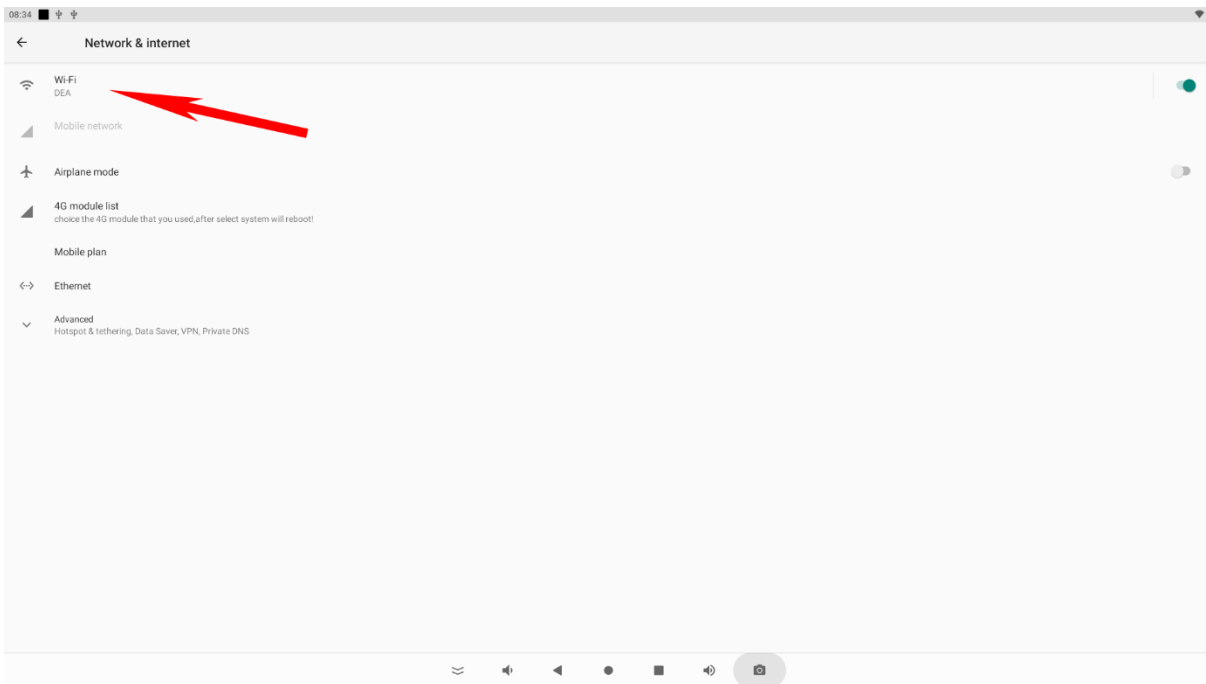 08:34
Network & internet
Wi-Fi
DEA
Mobile network
Airplane mode
4G module list
choice the 4G module that you used,after select system will reboot!
Mobile plan
Ethernet
Advanced
Hotspot & tethering, Data Saver, VPN, Private DNS